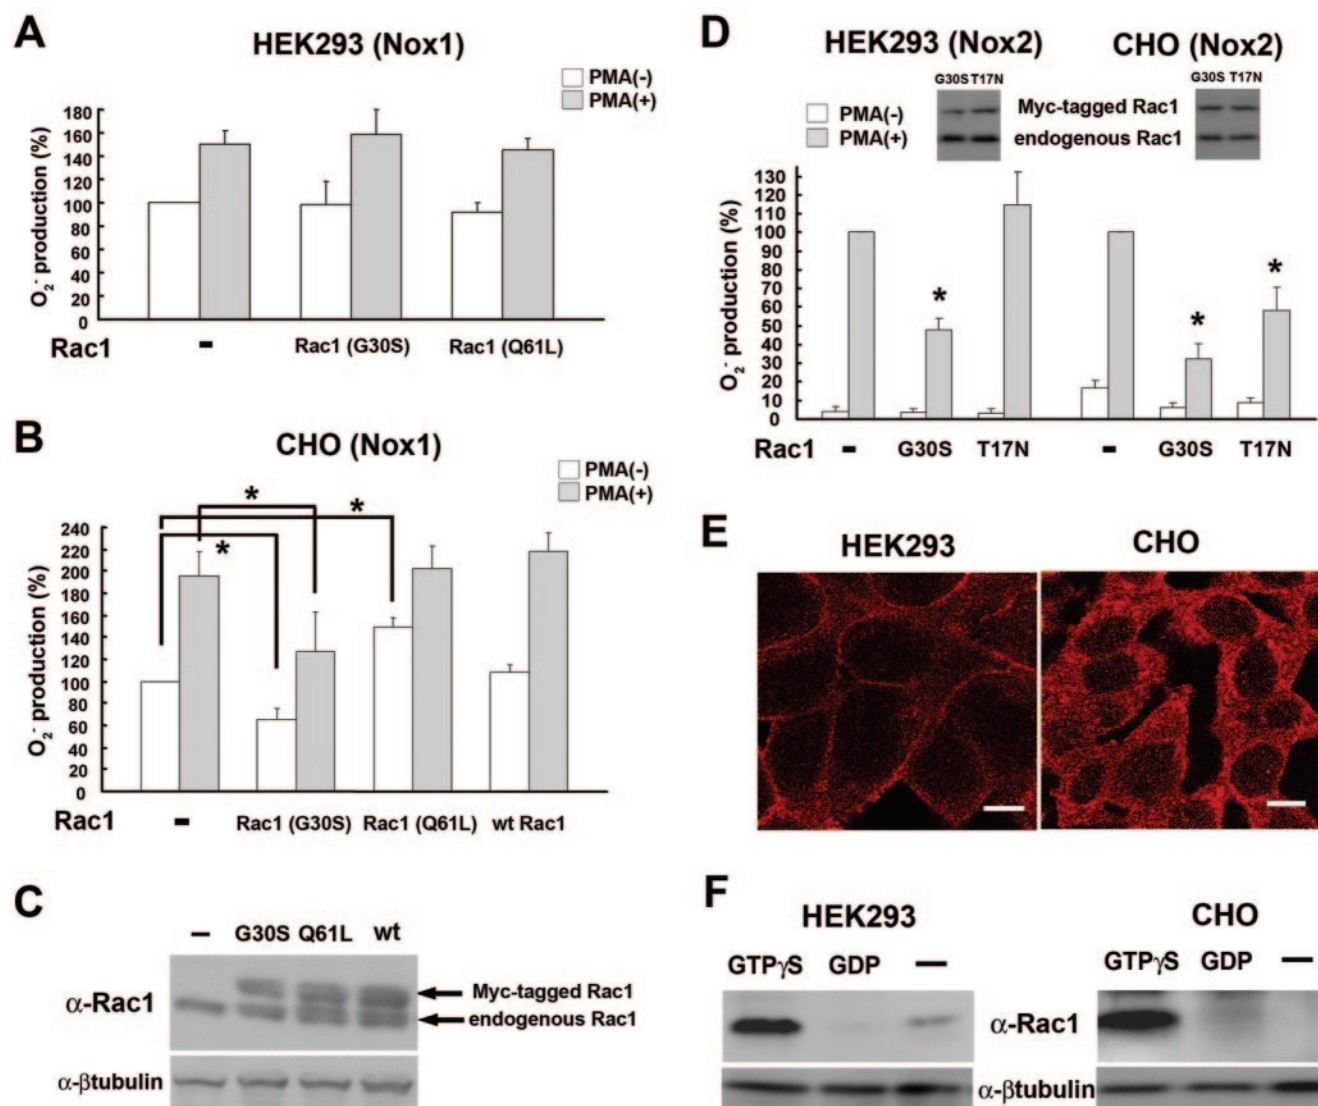 A
HEK293 (Nox1)
PMA(-)
PMA(+)
O2- production (%)
180
160
140
120
100
80
60
40
20
0
Rac1
-
Rac1 (G30S)
Rac1 (Q61L)
B
CHO (Nox1)
PMA(-)
PMA(+)
*
*
*
O2- production (%)
240
220
200
180
160
140
120
100
80
60
40
20
0
Rac1
-
Rac1 (G30S)
Rac1 (Q61L)
wt Rac1
C
- G30S Q61L wt
α-Rac1
Myc-tagged Rac1
endogenous Rac1
α-βtubulin
D
HEK293 (Nox2)
CHO (Nox2)
G30S T17N
G30S T17N
PMA(-)
PMA(+)
Myc-tagged Rac1
endogenous Rac1
O2- production (%)
130
120
110
100
90
80
70
60
50
40
30
20
10
0
*
*
*
Rac1
- G30S T17N
- G30S T17N
E
HEK293
CHO
F
HEK293
CHO
GTPγS GDP —
GTPγS GDP —
α-Rac1
α-βtubulin